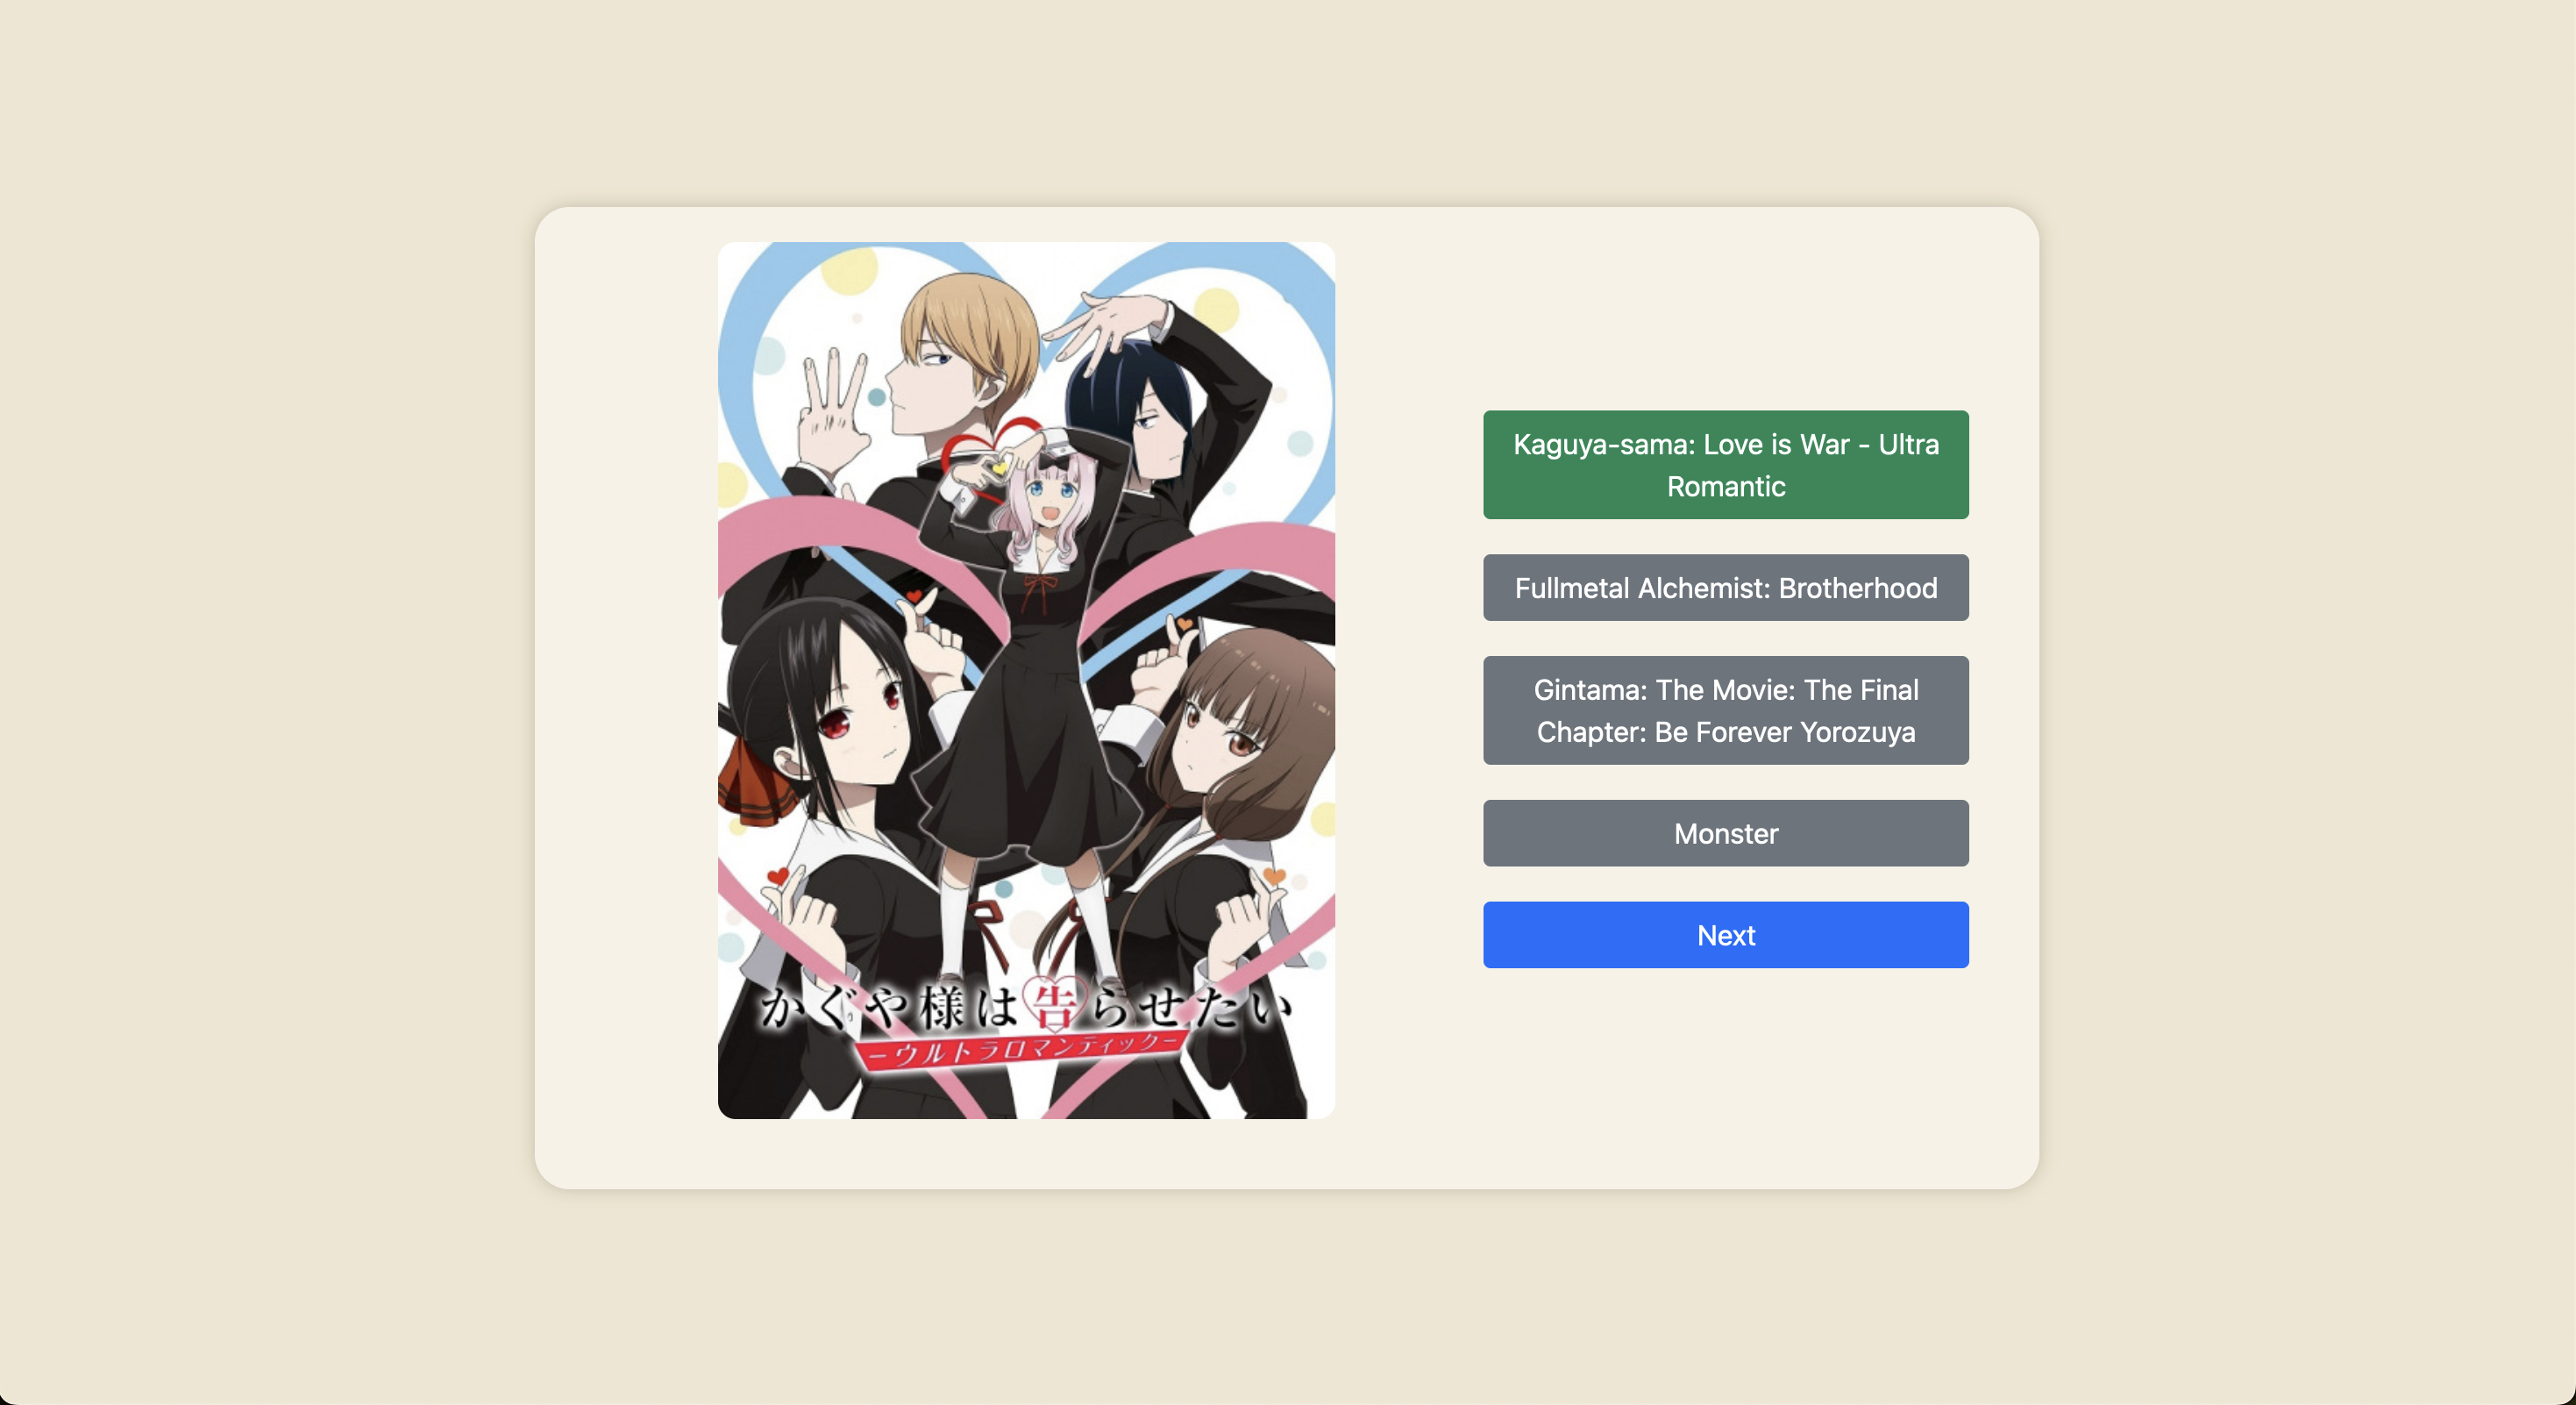 かぐや様は告らせたい
-ウルトラロマンティック-
Kaguya-sama: Love is War - Ultra
Romantic
Fullmetal Alchemist: Brotherhood
Gintama: The Movie: The Final
Chapter: Be Forever Yorozuya
Monster
Next